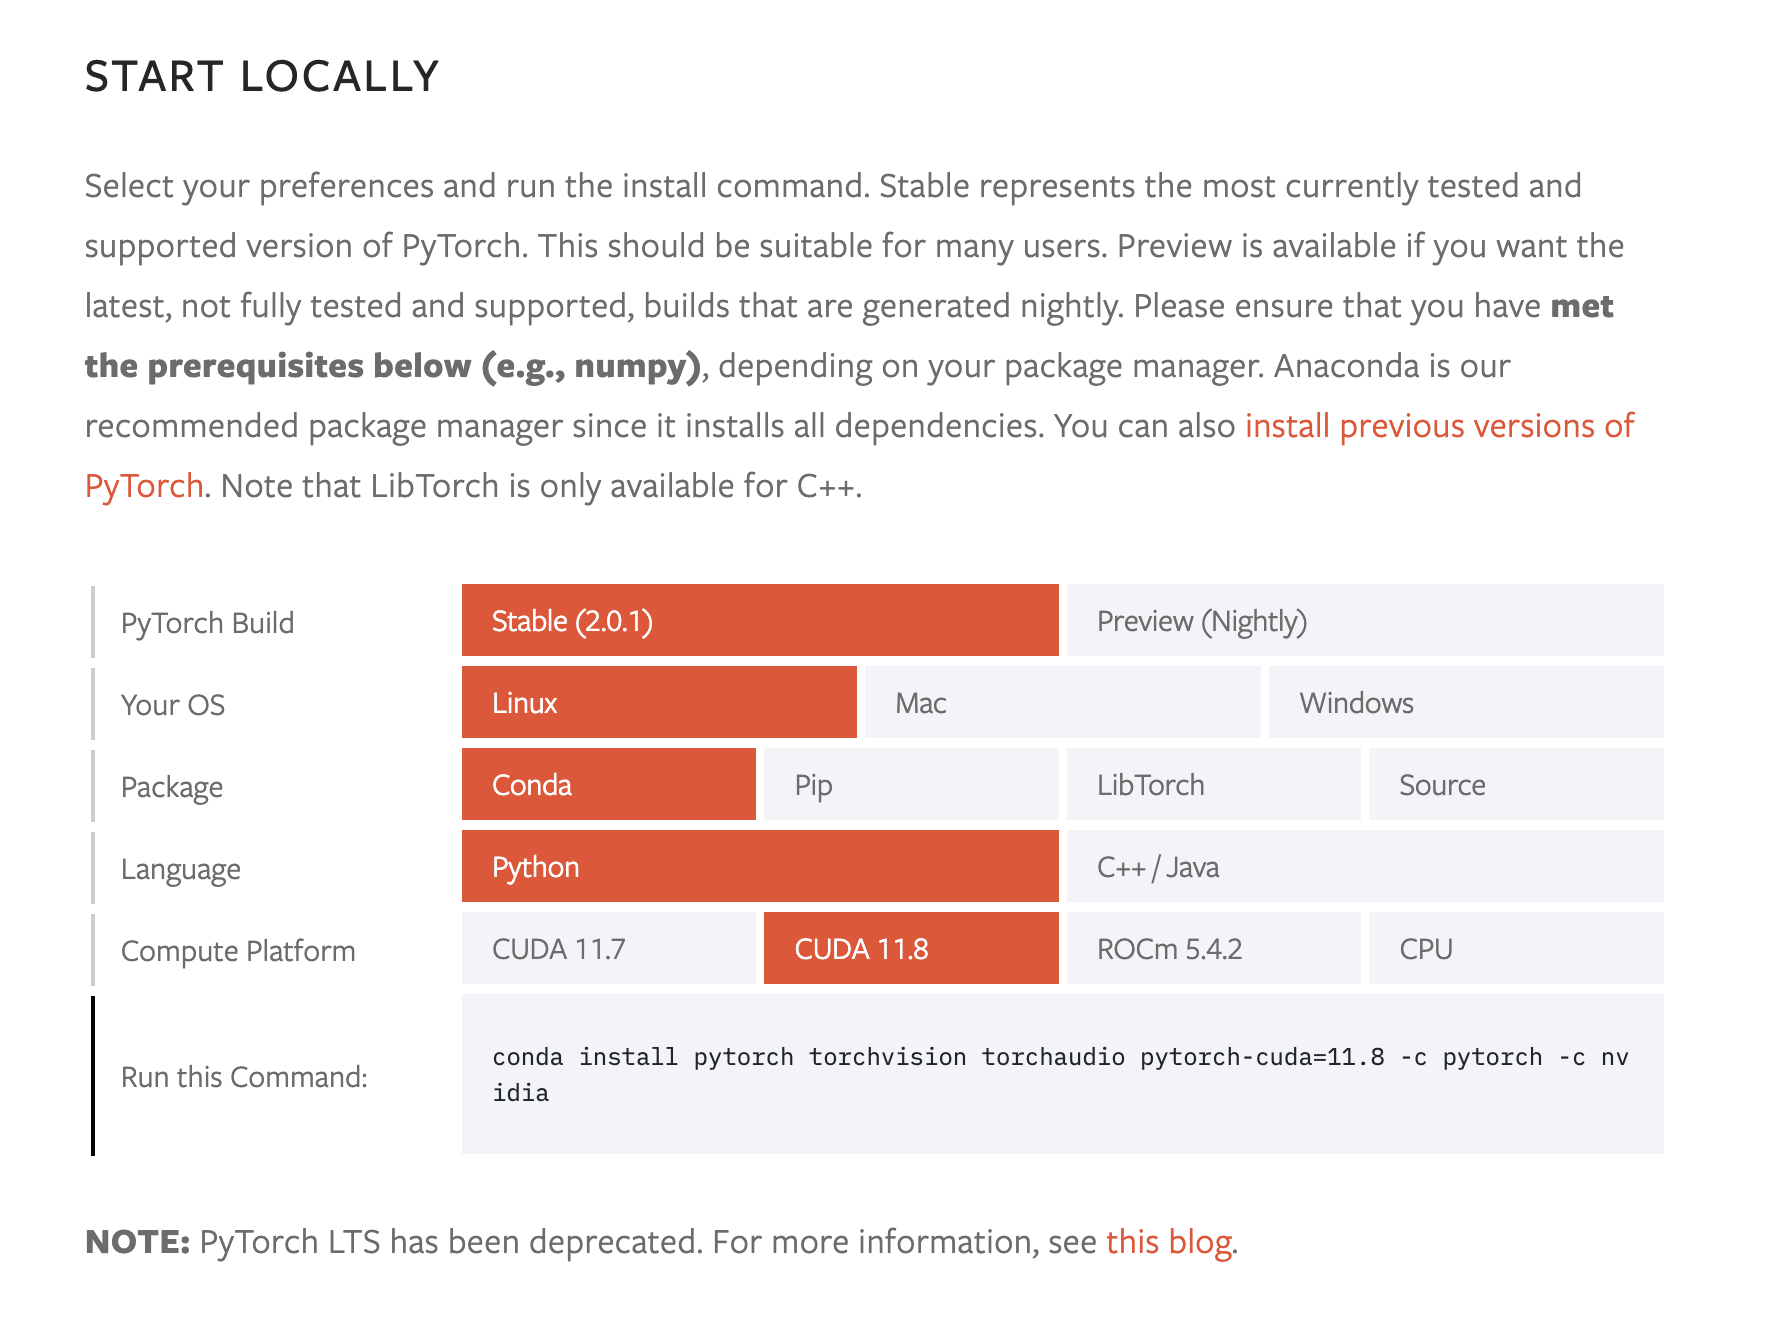 START LOCALLY
Select your preferences and run the install command. Stable represents the most currently tested and
supported version of PyTorch. This should be suitable for many users. Preview is available if you want the
latest, not fully tested and supported, builds that are generated nightly. Please ensure that you have met
the prerequisites below (e.g., numpy), depending on your package manager. Anaconda is our
recommended package manager since it installs all dependencies. You can also install previous versions of
PyTorch. Note that LibTorch is only available for C++.
PyTorch Build Stable (2.0.1) Preview (Nightly)
Your OS Linux Mac Windows
Package Conda Pip LibTorch Source
Language Python C++ / Java
Compute Platform CUDA 11.7 CUDA 11.8 ROCm 5.4.2 CPU
Run this Command: conda install pytorch torchvision torchaudio pytorch-cuda=11.8 -c pytorch -c nv
idia
NOTE: PyTorch LTS has been deprecated. For more information, see this blog.